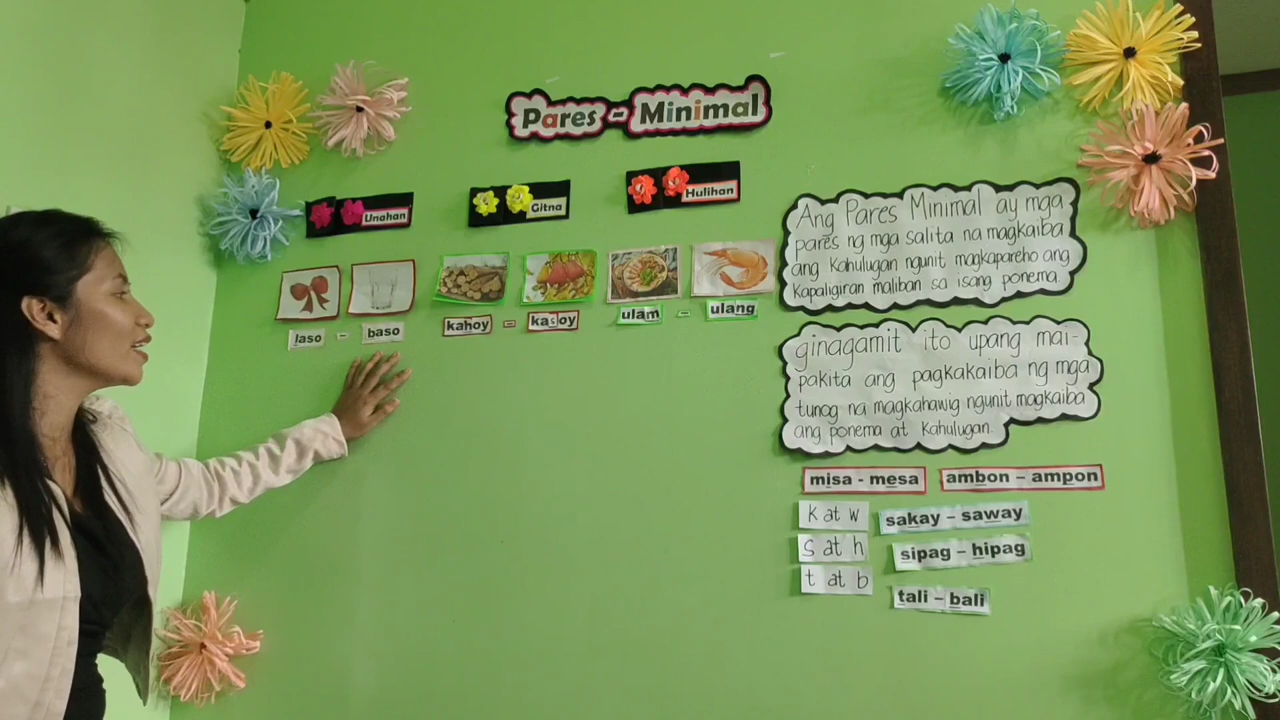 Pares - Minimal
Unahan
Gitna
Hulihan
laso - baso
kahoy - kasoy
ulam - ulang
Ang Pares Minimal ay mga
pares ng mga salita na magkaiba
ang kahulugan ngunit magkapareho ang
kapaligiran maliban sa isang ponema.
ginagamit ito upang mai-
pakita ang pagkakaiba ng mga
tunog na magkahawig ngunit magkaiba
ang ponema at kahulugan.
misa - mesa
ambon – ampon
k at w
sakay – saway
s at h
sipag – hipag
t at b
tali – bali